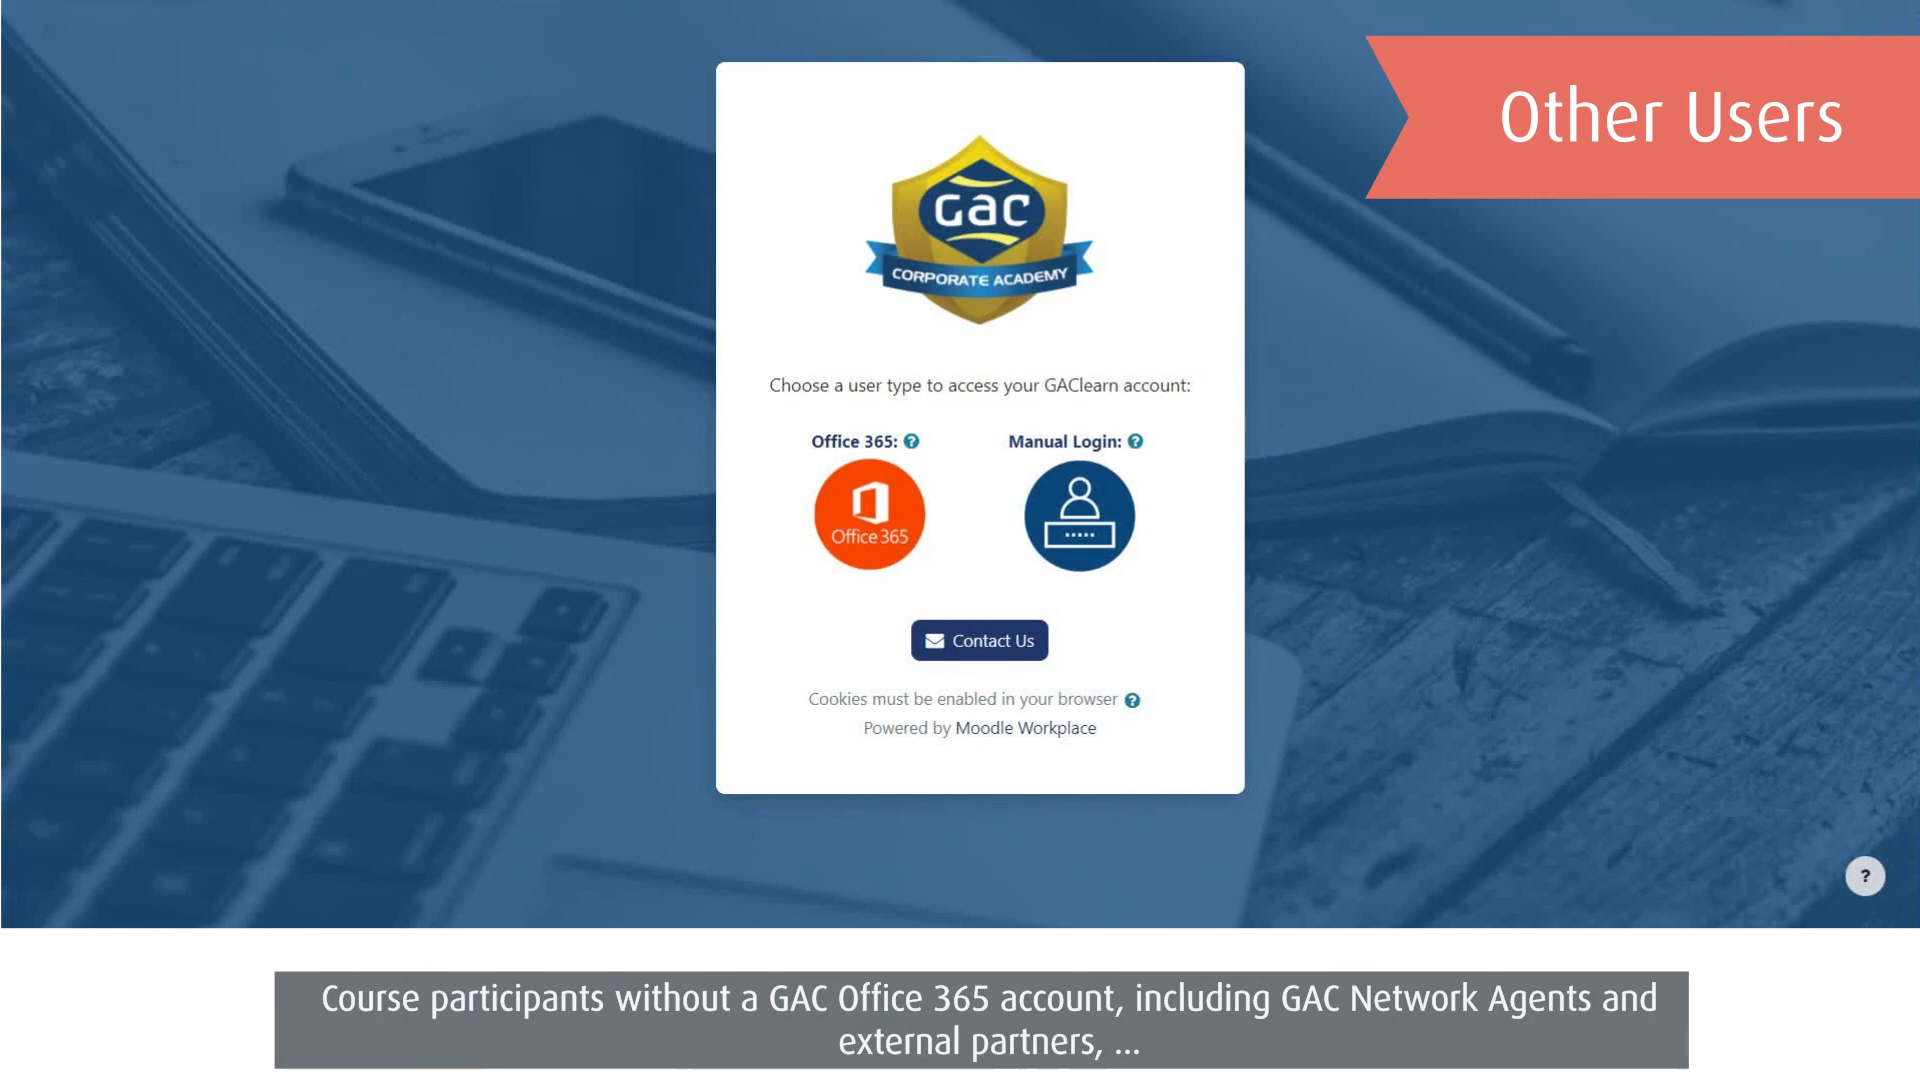 Other Users
GAC
CORPORATE ACADEMY
Choose a user type to access your GAClearn account:
Office 365: ?
Manual Login: ?
Office 365
Contact Us
Cookies must be enabled in your browser ?
Powered by Moodle Workplace
?
Course participants without a GAC Office 365 account, including GAC Network Agents and
external partners, ...